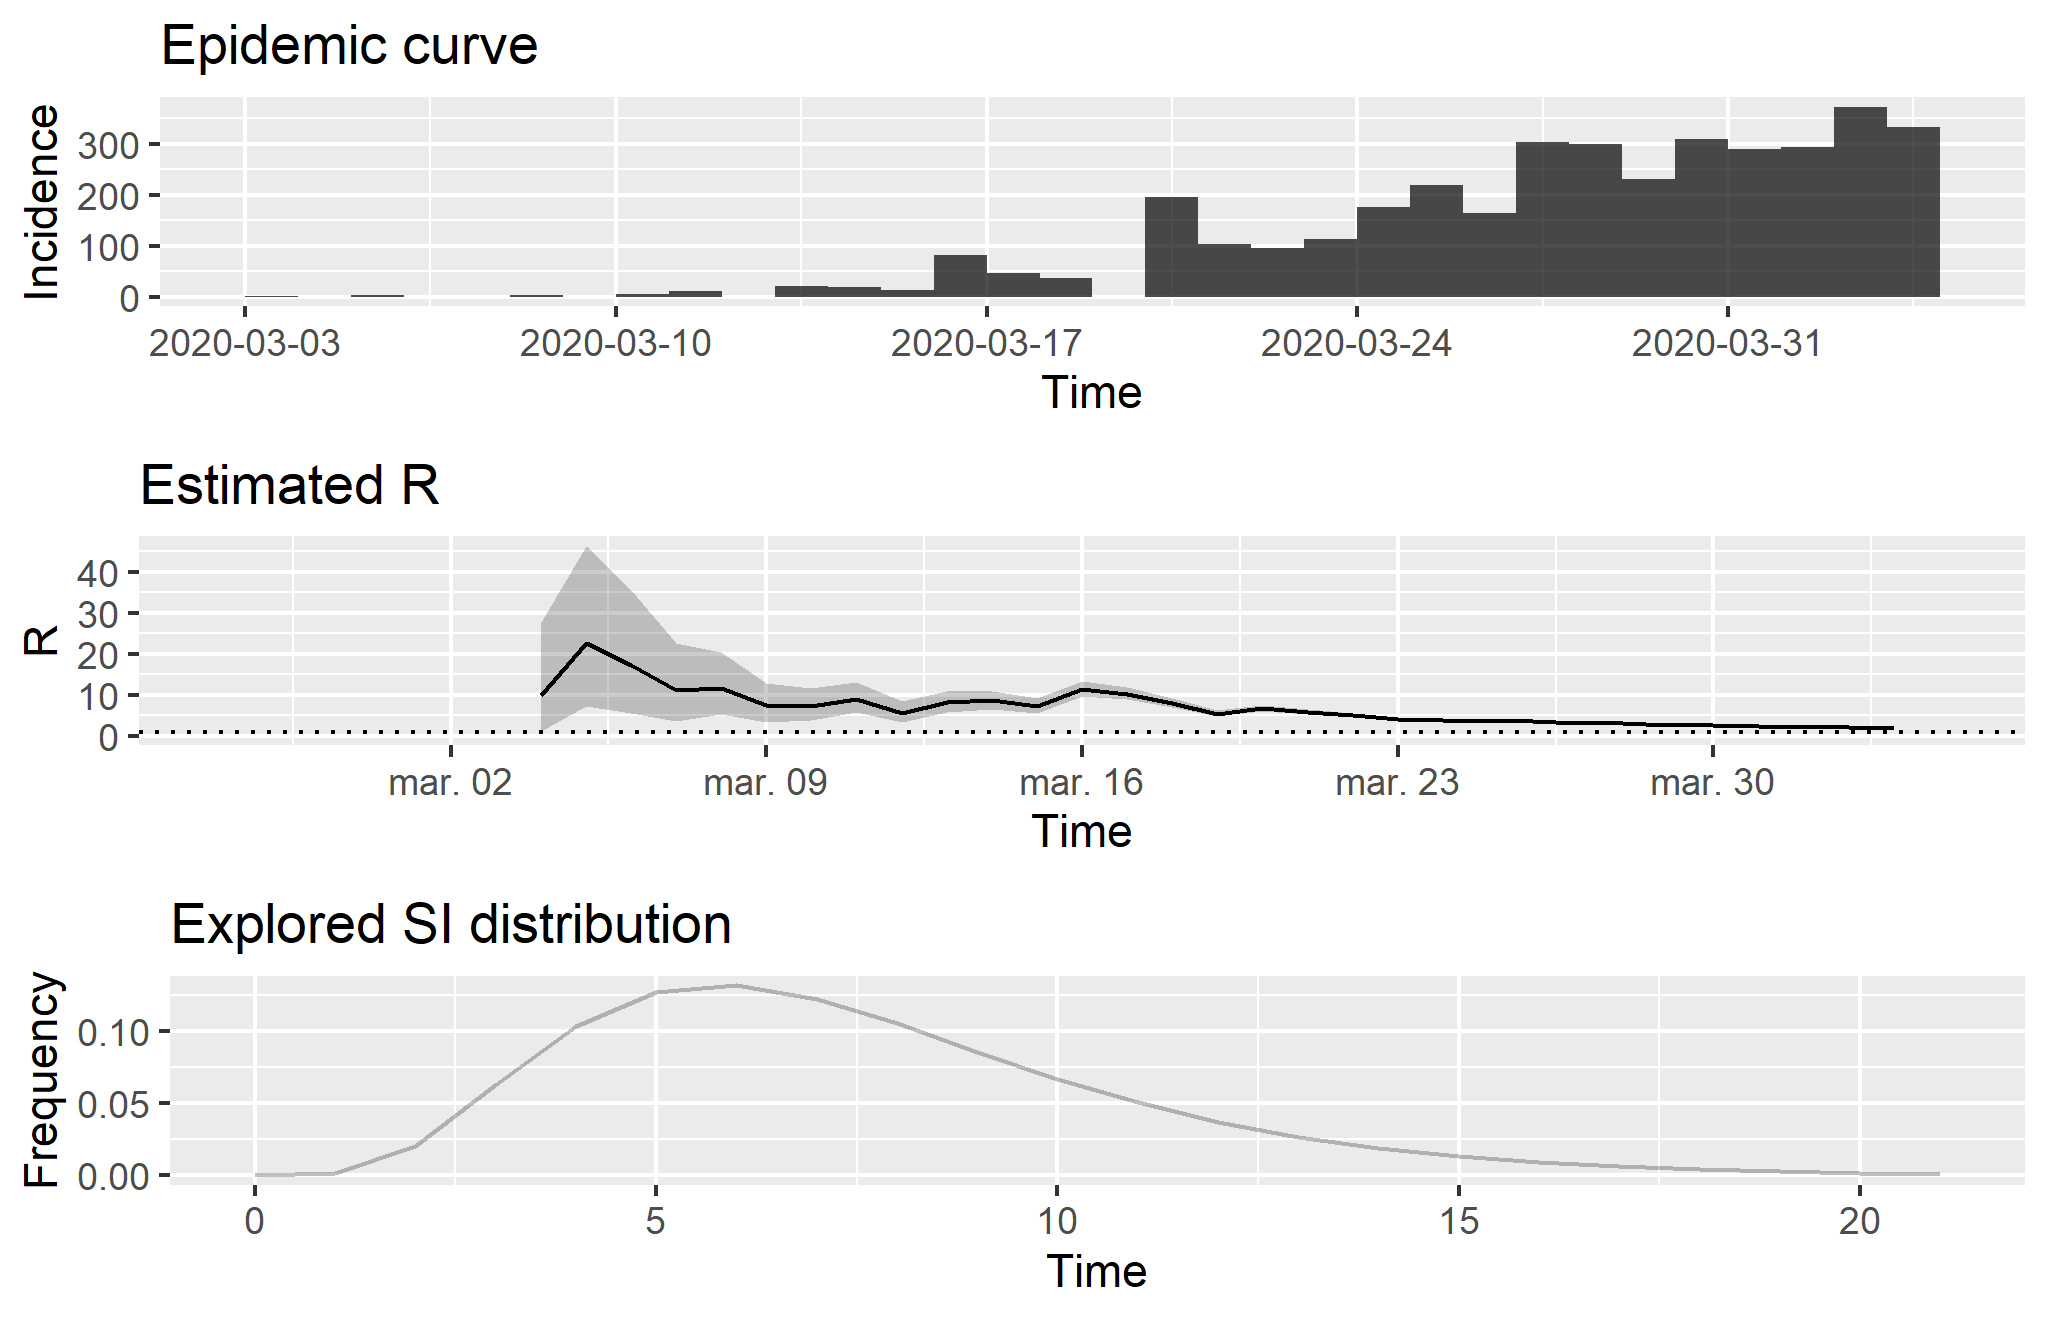 Epidemic curve
Incidence
300
200
100
0
2020-03-03 2020-03-10 2020-03-17 2020-03-24 2020-03-31
Time
Estimated R
R
40
30
20
10
0
mar. 02 mar. 09 mar. 16 mar. 23 mar. 30
Time
Explored SI distribution
Frequency
0.10
0.05
0.00
0 5 10 15 20
Time